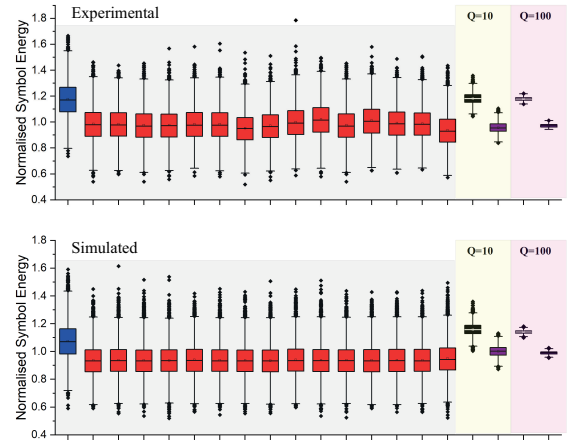 Experimental
Q=10
Q=100
Normalised Symbol Energy
1.8
1.6
1.4
1.2
1.0
0.8
0.6
0.4
Simulated
Q=10
Q=100
Normalised Symbol Energy
1.8
1.6
1.4
1.2
1.0
0.8
0.6
0.4